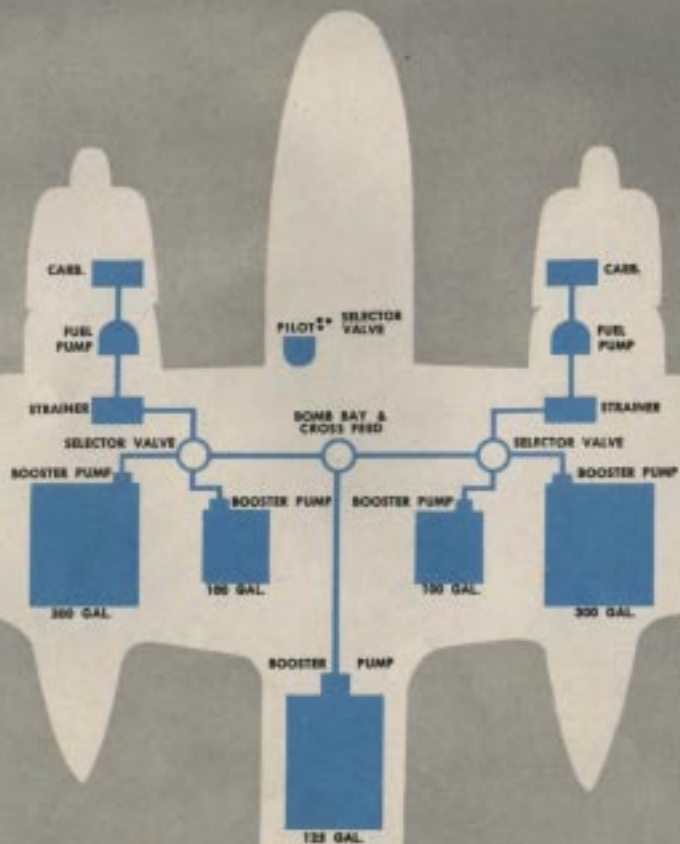 CARB.
CARB.
FUEL
PUMP
PILOT
SELECTOR
VALVE
FUEL
PUMP
STRAINER
BOMB BAY &
CROSS FEED
STRAINER
SELECTOR VALVE
SELECTOR VALVE
BOOSTER PUMP
BOOSTER PUMP
BOOSTER PUMP
BOOSTER PUMP
100 GAL.
100 GAL.
300 GAL.
300 GAL.
BOOSTER PUMP
125 GAL.